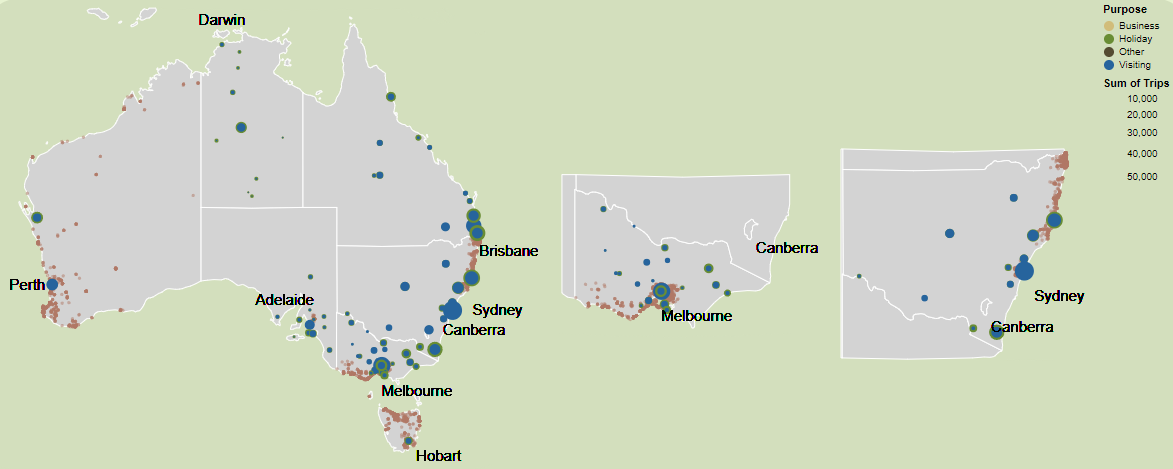 Darwin
Brisbane
Perth
Adelaide
Sydney
Canberra
Melbourne
Hobart
Canberra
Melbourne
Sydney
Canberra
Purpose
Business
Holiday
Other
Visiting
Sum of Trips
10,000
20,000
30,000
40,000
50,000